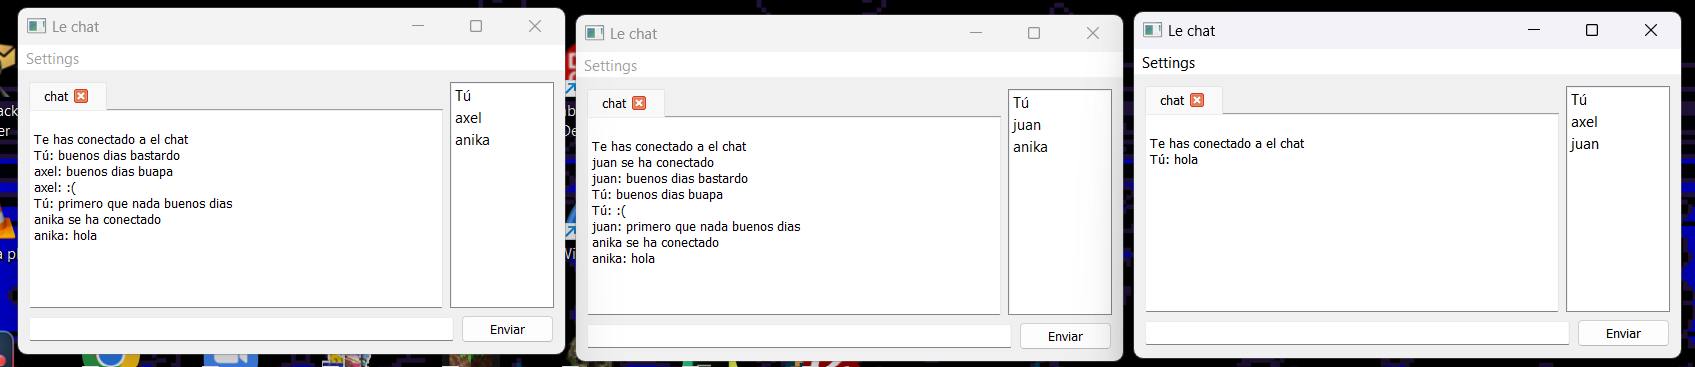 Le chat
Settings
chat
Te has conectado a el chat
Tú: buenos dias bastardo
axel: buenos dias buapa
axel: :(
Tú: primero que nada buenos dias
anika se ha conectado
anika: hola
Tú
axel
anika
Enviar
Le chat
Settings
chat
Te has conectado a el chat
juan se ha conectado
juan: buenos dias bastardo
Tú: buenos dias buapa
Tú: :(
juan: primero que nada buenos dias
anika se ha conectado
anika: hola
Tú
juan
anika
Enviar
Le chat
Settings
chat
Te has conectado a el chat
Tú: hola
Tú
axel
juan
Enviar